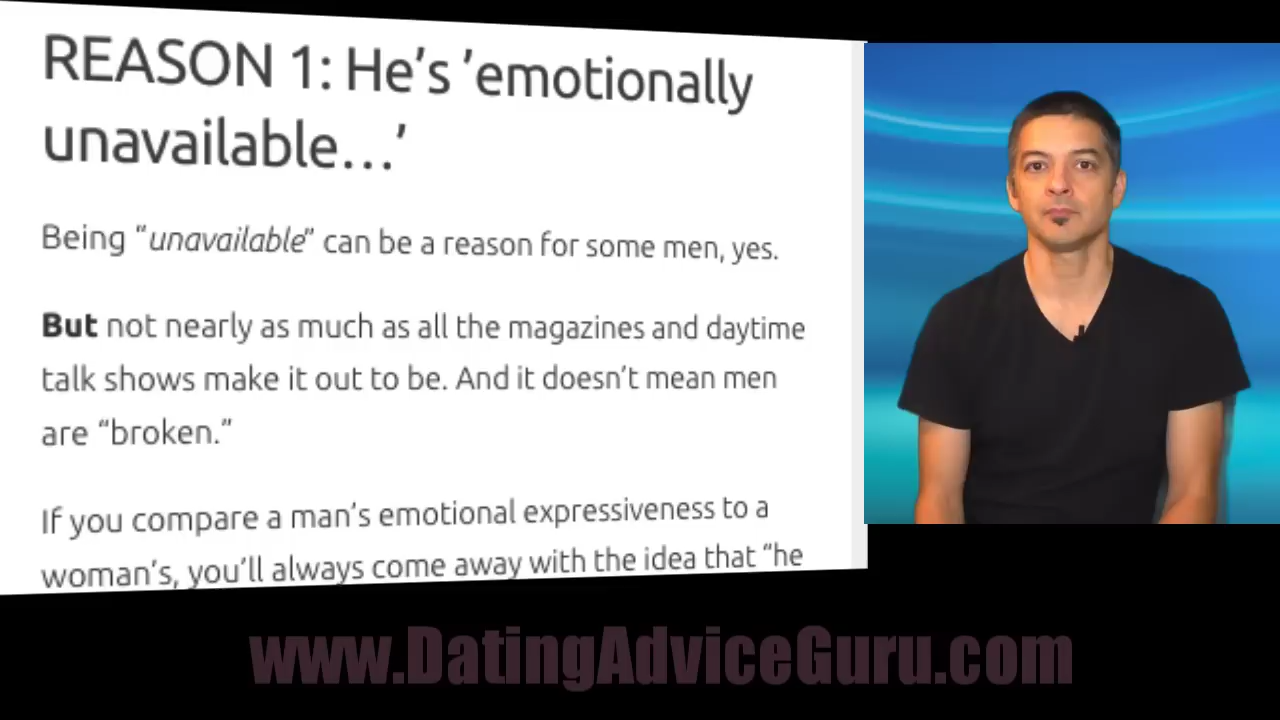 REASON 1: He’s ’emotionally
unavailable…’
Being “unavailable” can be a reason for some men, yes.
But not nearly as much as all the magazines and daytime
talk shows make it out to be. And it doesn’t mean men
are “broken.”
If you compare a man’s emotional expressiveness to a
woman’s, you’ll always come away with the idea that “he
www.DatingAdviceGuru.com